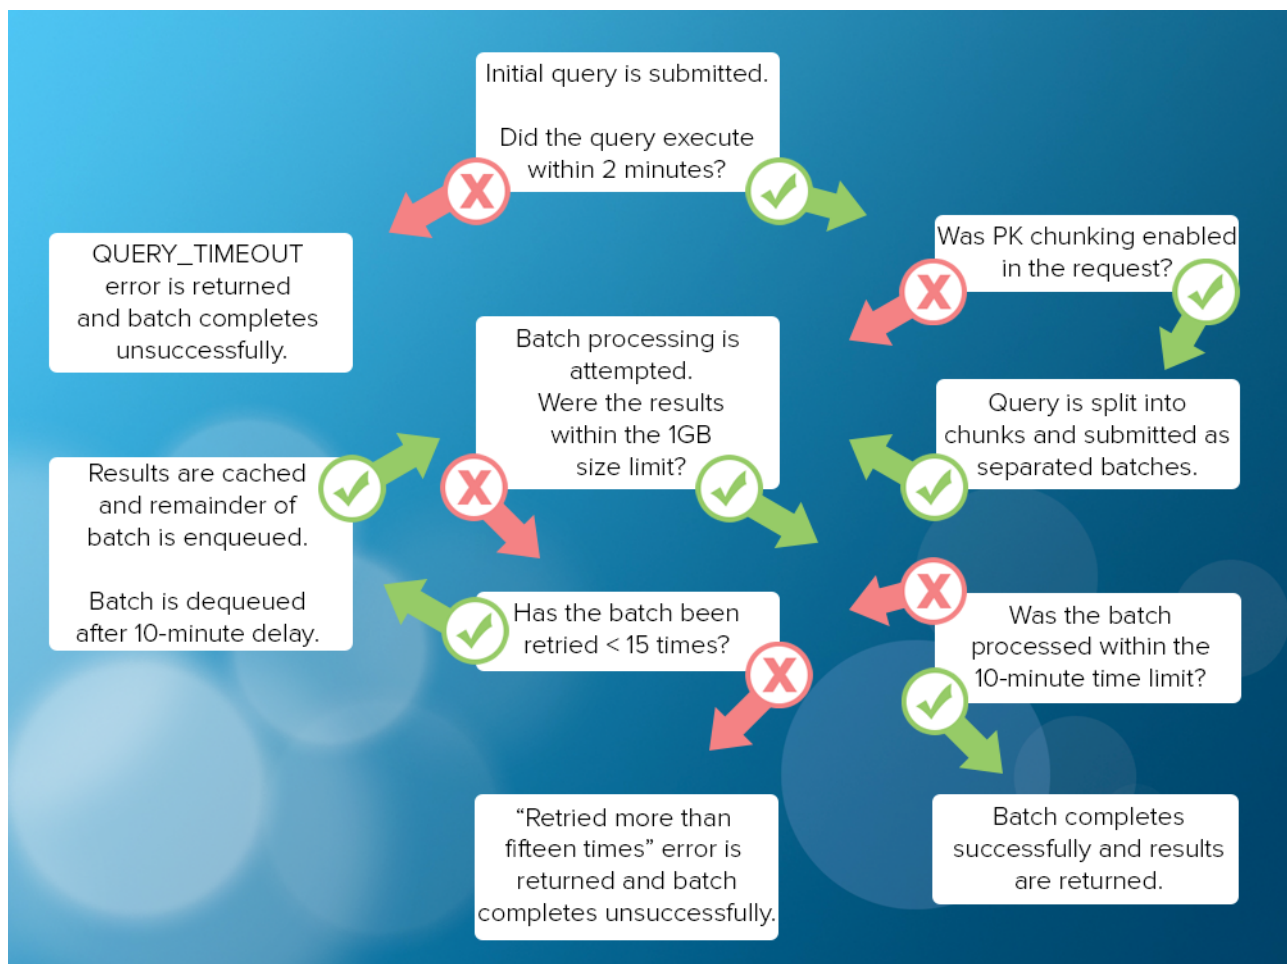 Initial query is submitted.
Did the query execute
within 2 minutes?
X
QUERY_TIMEOUT
error is returned
and batch completes
unsuccessfully.
Was PK chunking enabled
in the request?
X
Batch processing is
attempted.
Were the results
within the 1GB
size limit?
X
Query is split into
chunks and submitted as
separated batches.
Results are cached
and remainder of
batch is enqueued.
Batch is dequeued
after 10-minute delay.
Has the batch been
retried < 15 times?
X
Was the batch
processed within the
10-minute time limit?
X
“Retried more than
fifteen times” error is
returned and batch
completes unsuccessfully.
Batch completes
successfully and results
are returned.